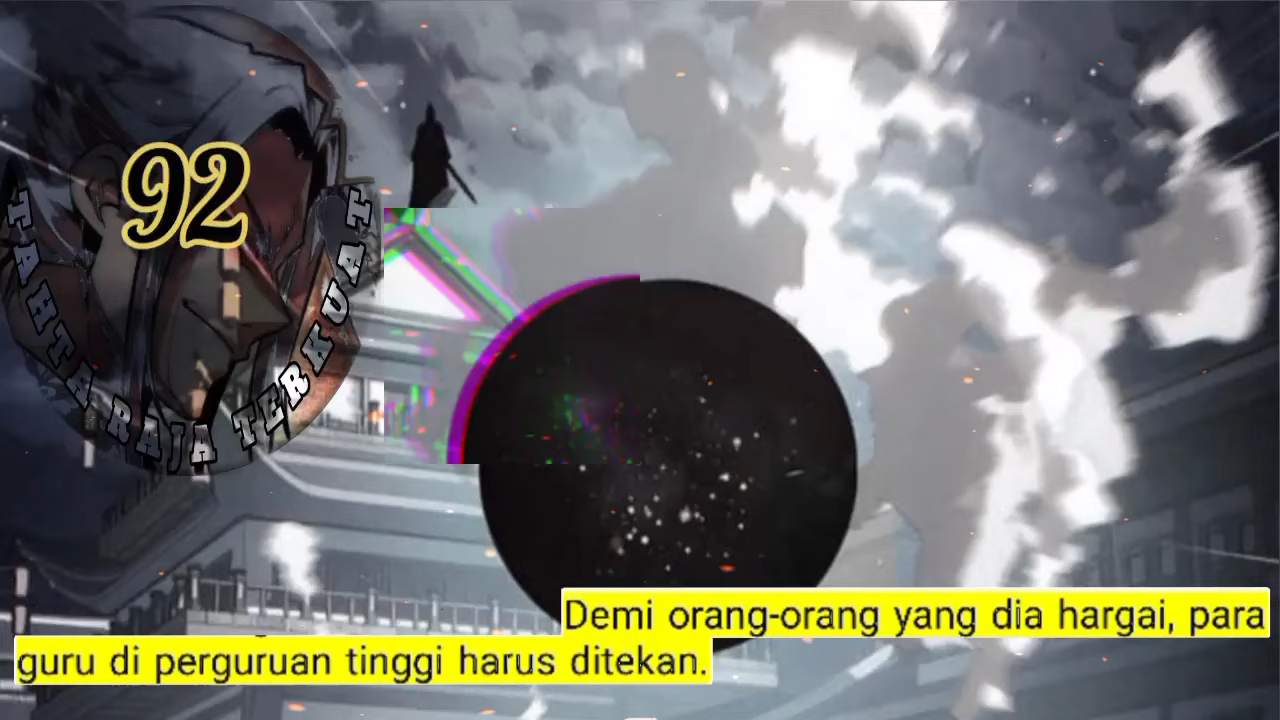 92
TAHTA RAJA TERKUAT
Demi orang-orang yang dia hargai, para
guru di perguruan tinggi harus ditekan.